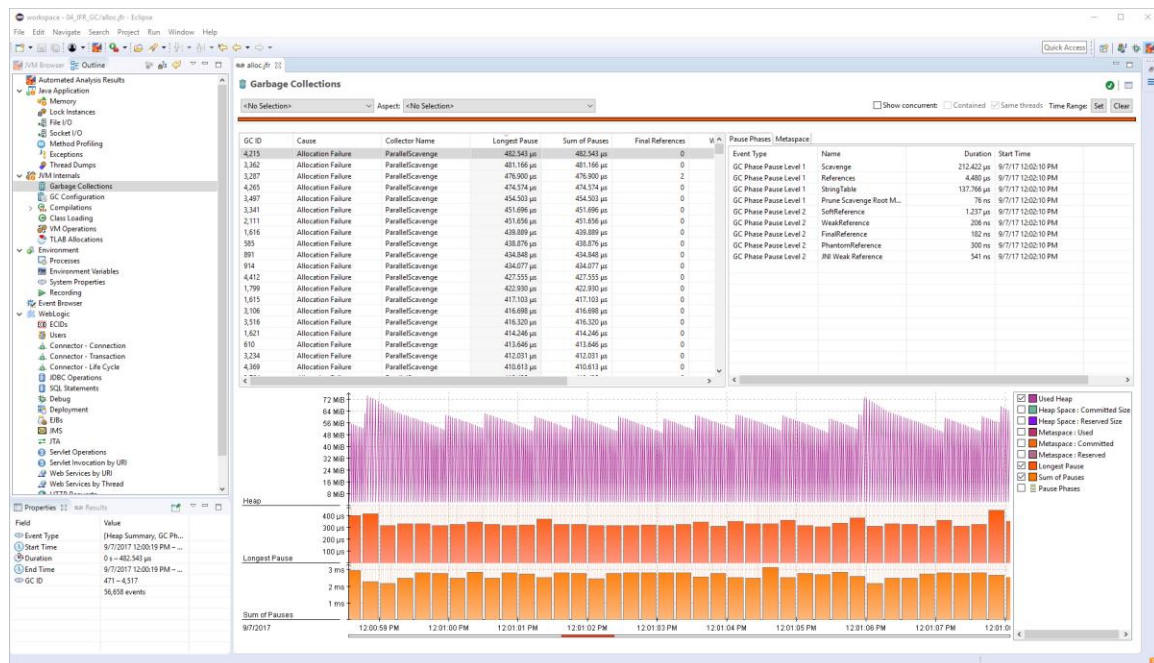 workspace - 04_JFR_GC/alloc.jfr - Eclipse
File Edit Navigate Search Project Run Window Help
Quick Access
JVM Browser Outline
Automated Analysis Results
Java Application
Memory
Lock Instances
File I/O
Socket I/O
Method Profiling
Exceptions
Thread Dumps
JVM Internals
Garbage Collections
GC Configuration
Compilations
Class Loading
VM Operations
TLAB Allocations
Environment
Processes
Environment Variables
System Properties
Recording
Event Browser
WebLogic
ECIDs
Users
Connector - Connection
Connector - Transaction
Connector - Life Cycle
JDBC Operations
SQL Statements
Debug
Deployment
EJBs
JMS
JTA
Servlet Operations
Servlet Invocation by URI
Web Services by URI
Web Services by Thread
Properties Results
Field Value
Event Type [Heap Summary, GC Ph...
Start Time 9/7/2017 12:00:19 PM – ...
Duration 0 s – 482.543 µs
End Time 9/7/2017 12:00:19 PM – ...
GC ID 471 – 4,517
56,658 events
alloc.jfr
Garbage Collections
<No Selection> Aspect: <No Selection> Show concurrent: Contained Same threads Time Range: Set Clear
GC ID Cause Collector Name Longest Pause Sum of Pauses Final References
4,215 Allocation Failure ParallelScavenge 482.543 µs 482.543 µs 0
3,362 Allocation Failure ParallelScavenge 481.166 µs 481.166 µs 0
3,287 Allocation Failure ParallelScavenge 476.900 µs 476.900 µs 2
4,265 Allocation Failure ParallelScavenge 474.574 µs 474.574 µs 0
3,497 Allocation Failure ParallelScavenge 454.503 µs 454.503 µs 0
3,341 Allocation Failure ParallelScavenge 451.696 µs 451.696 µs 0
2,111 Allocation Failure ParallelScavenge 451.656 µs 451.656 µs 0
1,616 Allocation Failure ParallelScavenge 439.889 µs 439.889 µs 0
585 Allocation Failure ParallelScavenge 438.876 µs 438.876 µs 0
891 Allocation Failure ParallelScavenge 434.848 µs 434.848 µs 0
914 Allocation Failure ParallelScavenge 434.077 µs 434.077 µs 0
4,412 Allocation Failure ParallelScavenge 427.555 µs 427.555 µs 0
1,799 Allocation Failure ParallelScavenge 422.930 µs 422.930 µs 0
1,615 Allocation Failure ParallelScavenge 417.103 µs 417.103 µs 0
3,106 Allocation Failure ParallelScavenge 416.698 µs 416.698 µs 0
3,516 Allocation Failure ParallelScavenge 416.320 µs 416.320 µs 0
1,621 Allocation Failure ParallelScavenge 414.246 µs 414.246 µs 0
610 Allocation Failure ParallelScavenge 413.646 µs 413.646 µs 0
3,234 Allocation Failure ParallelScavenge 412.031 µs 412.031 µs 0
4,369 Allocation Failure ParallelScavenge 410.613 µs 410.613 µs 0
Pause Phases Metaspace
Event Type Name Duration Start Time
GC Phase Pause Level 1 Scavenge 212.422 µs 9/7/17 12:02:10 PM
GC Phase Pause Level 1 References 4.480 µs 9/7/17 12:02:10 PM
GC Phase Pause Level 1 StringTable 137.766 µs 9/7/17 12:02:10 PM
GC Phase Pause Level 1 Prune Scavenge Root M... 76 ns 9/7/17 12:02:10 PM
GC Phase Pause Level 2 SoftReference 1.237 µs 9/7/17 12:02:10 PM
GC Phase Pause Level 2 WeakReference 206 ns 9/7/17 12:02:10 PM
GC Phase Pause Level 2 FinalReference 182 ns 9/7/17 12:02:10 PM
GC Phase Pause Level 2 PhantomReference 300 ns 9/7/17 12:02:10 PM
GC Phase Pause Level 2 JNI Weak Reference 541 ns 9/7/17 12:02:10 PM
72 MiB
64 MiB
56 MiB
48 MiB
40 MiB
32 MiB
24 MiB
16 MiB
8 MiB
Heap
400 µs
300 µs
200 µs
100 µs
Longest Pause
3 ms
2 ms
1 ms
Sum of Pauses
9/7/2017 12:00:59 PM 12:01:00 PM 12:01:01 PM 12:01:02 PM 12:01:03 PM 12:01:04 PM 12:01:05 PM 12:01:06 PM 12:01:07 PM 12:01:0
Used Heap
Heap Space : Committed Size
Heap Space : Reserved Size
Metaspace : Used
Metaspace : Committed
Metaspace : Reserved
Longest Pause
Sum of Pauses
Pause Phases